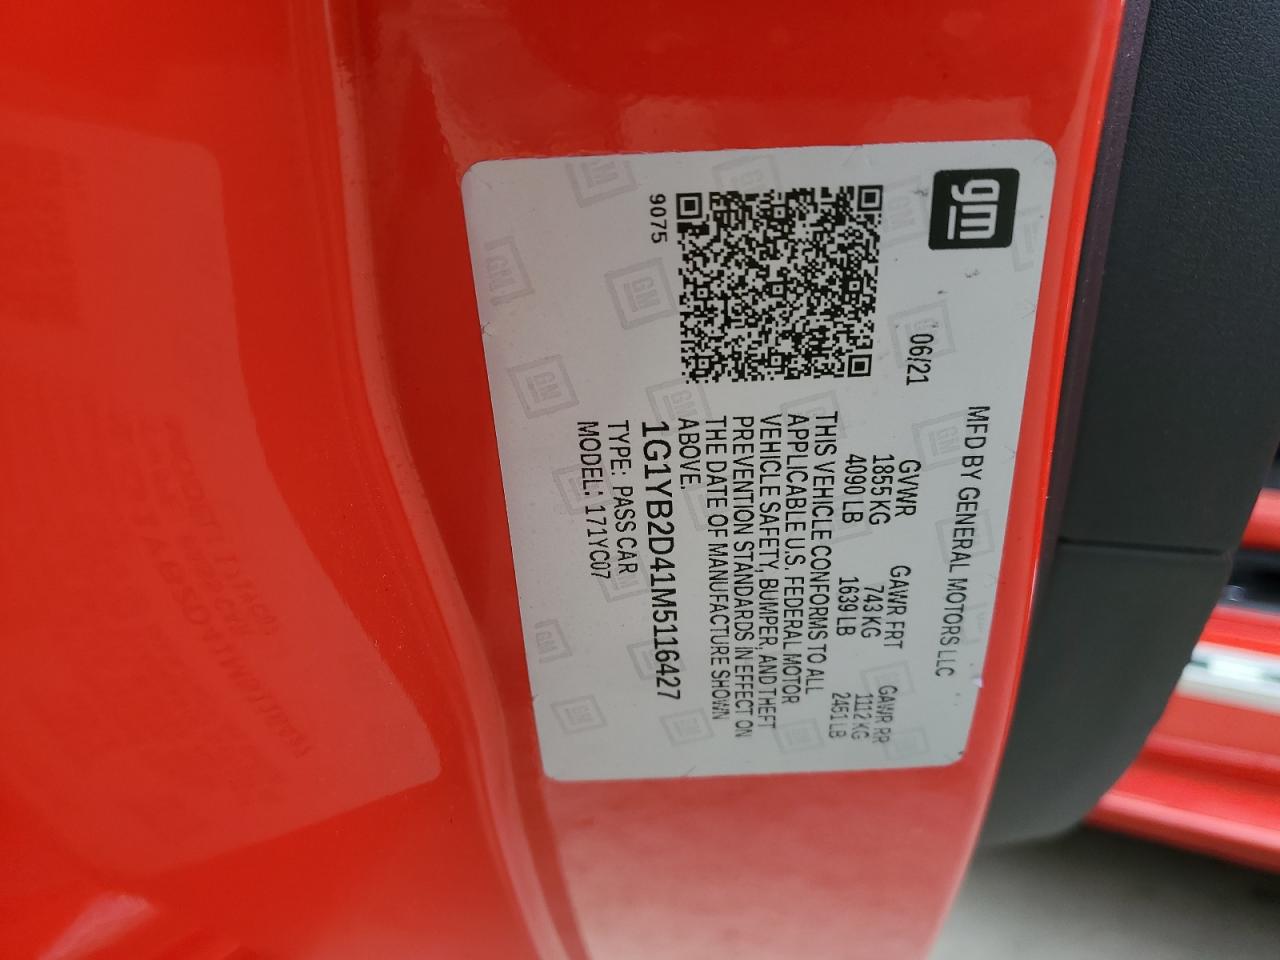 gm
MFD BY GENERAL MOTORS LLC
06/21
GVWR GAWR FRT GAWR RR
1855 KG 743 KG 1112 KG
4090 LB 1639 LB 2451 LB
THIS VEHICLE CONFORMS TO ALL
APPLICABLE U.S. FEDERAL MOTOR
VEHICLE SAFETY, BUMPER, AND THEFT
PREVENTION STANDARDS IN EFFECT ON
THE DATE OF MANUFACTURE SHOWN
ABOVE.
9075
1G1YB2D41M5116427
TYPE: PASS CAR
MODEL: 171YC07